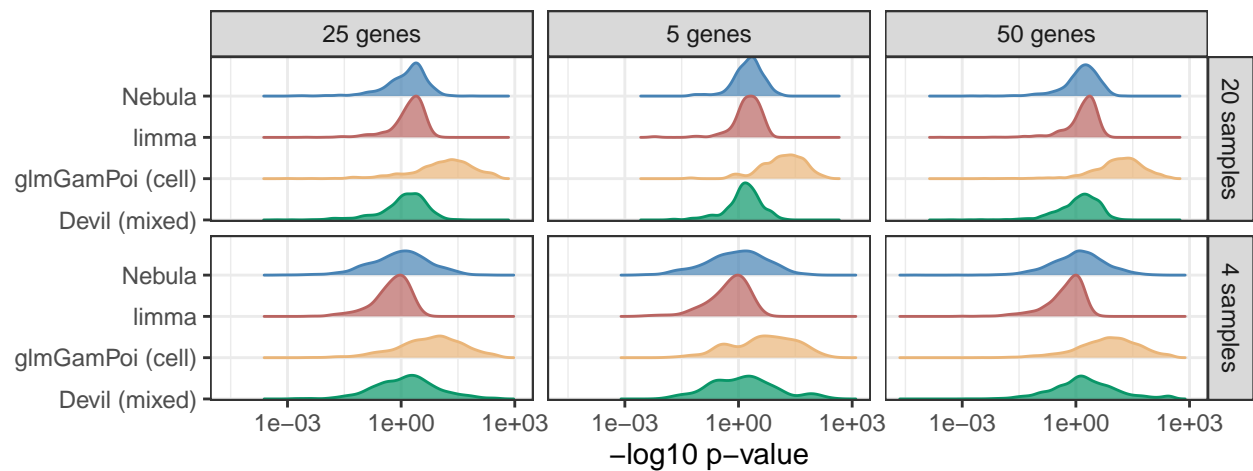 25 genes
5 genes
50 genes
Nebula
limma
glmGamPoi (cell)
Devil (mixed)
20 samples
Nebula
limma
glmGamPoi (cell)
Devil (mixed)
4 samples
1e−03 1e+00 1e+03
1e−03 1e+00 1e+03
1e−03 1e+00 1e+03
−log10 p−value